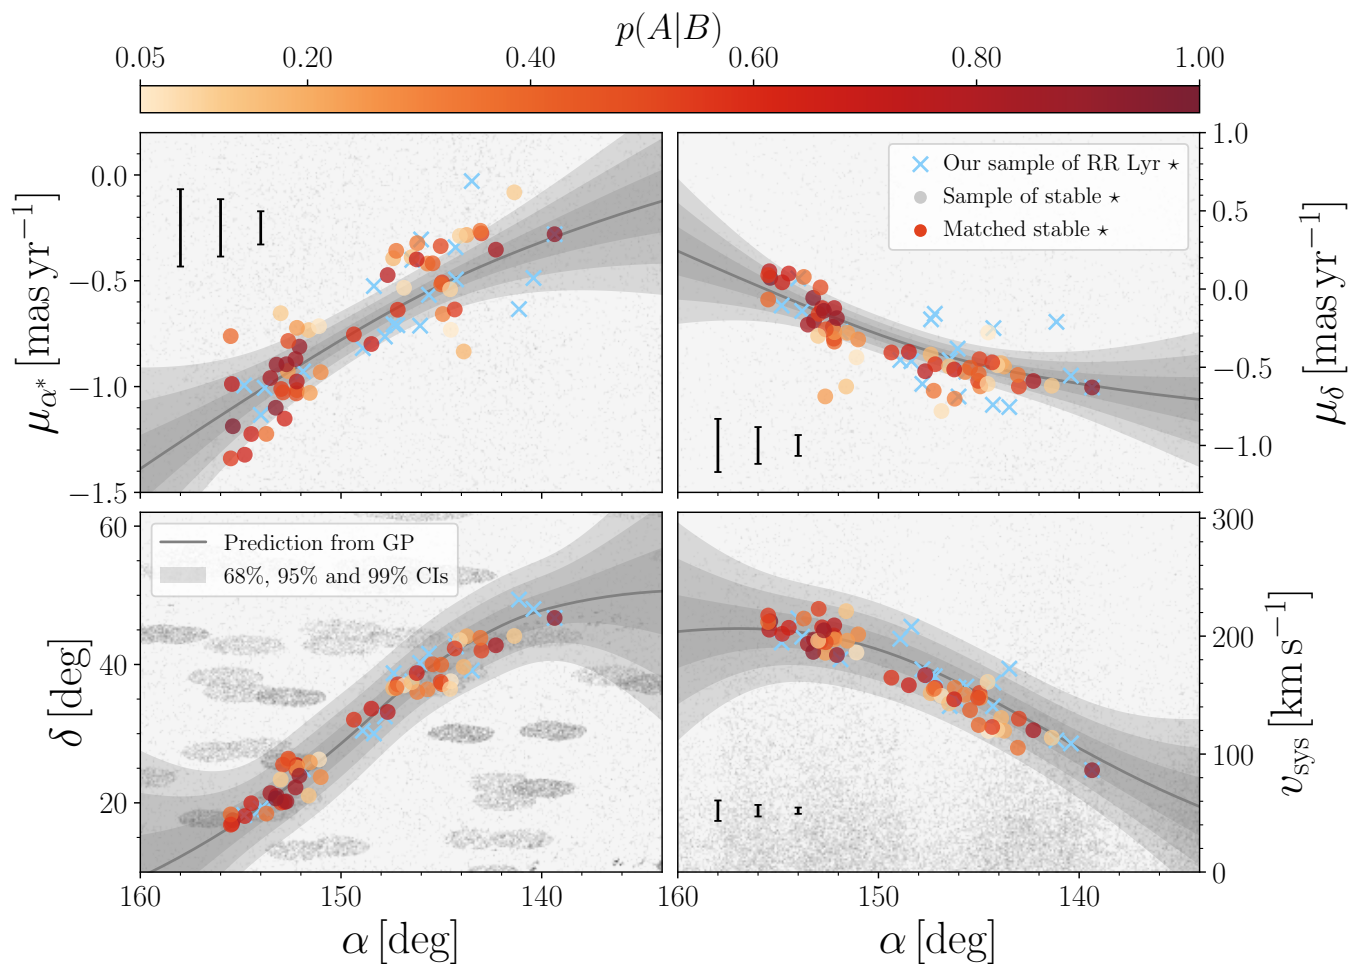 p(A|B)
0.05 0.20 0.40 0.60 0.80 1.00
0.0
−0.5
−1.0
−1.5
μα* [mas yr−1]
Our sample of RR Lyr ⋆
Sample of stable ⋆
Matched stable ⋆
1.0
0.5
0.0
−0.5
−1.0
μδ [mas yr−1]
Prediction from GP
68%, 95% and 99% CIs
60
40
20
δ [deg]
300
200
100
0
vsys [km s−1]
160 150 140
α [deg]
160 150 140
α [deg]